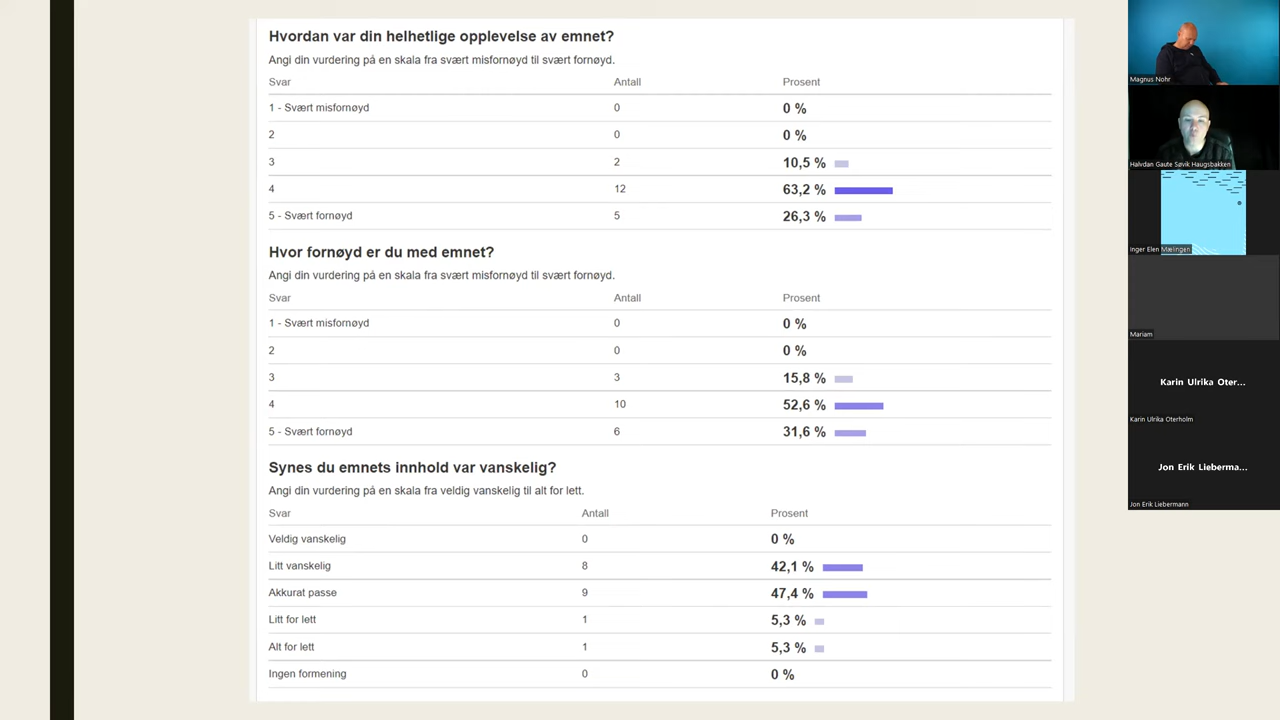 Hvordan var din helhetlige opplevelse av emnet?
Angi din vurdering på en skala fra svært misfornøyd til svært fornøyd.
Svar Antall Prosent
1 - Svært misfornøyd 0 0 %
2 0 0 %
3 2 10,5 %
4 12 63,2 %
5 - Svært fornøyd 5 26,3 %
Hvor fornøyd er du med emnet?
Angi din vurdering på en skala fra svært misfornøyd til svært fornøyd.
Svar Antall Prosent
1 - Svært misfornøyd 0 0 %
2 0 0 %
3 3 15,8 %
4 10 52,6 %
5 - Svært fornøyd 6 31,6 %
Synes du emnets innhold var vanskelig?
Angi din vurdering på en skala fra veldig vanskelig til alt for lett.
Svar Antall Prosent
Veldig vanskelig 0 0 %
Litt vanskelig 8 42,1 %
Akkurat passe 9 47,4 %
Litt for lett 1 5,3 %
Alt for lett 1 5,3 %
Ingen formening 0 0 %
Magnus Nohr
Halvdan Gaute Søvik Haugsbakken
Inger Elen Mælingen
Mariam
Karin Ulrika Oter...
Karin Ulrika Oterholm
Jon Erik Lieberma...
Jon Erik Liebermann